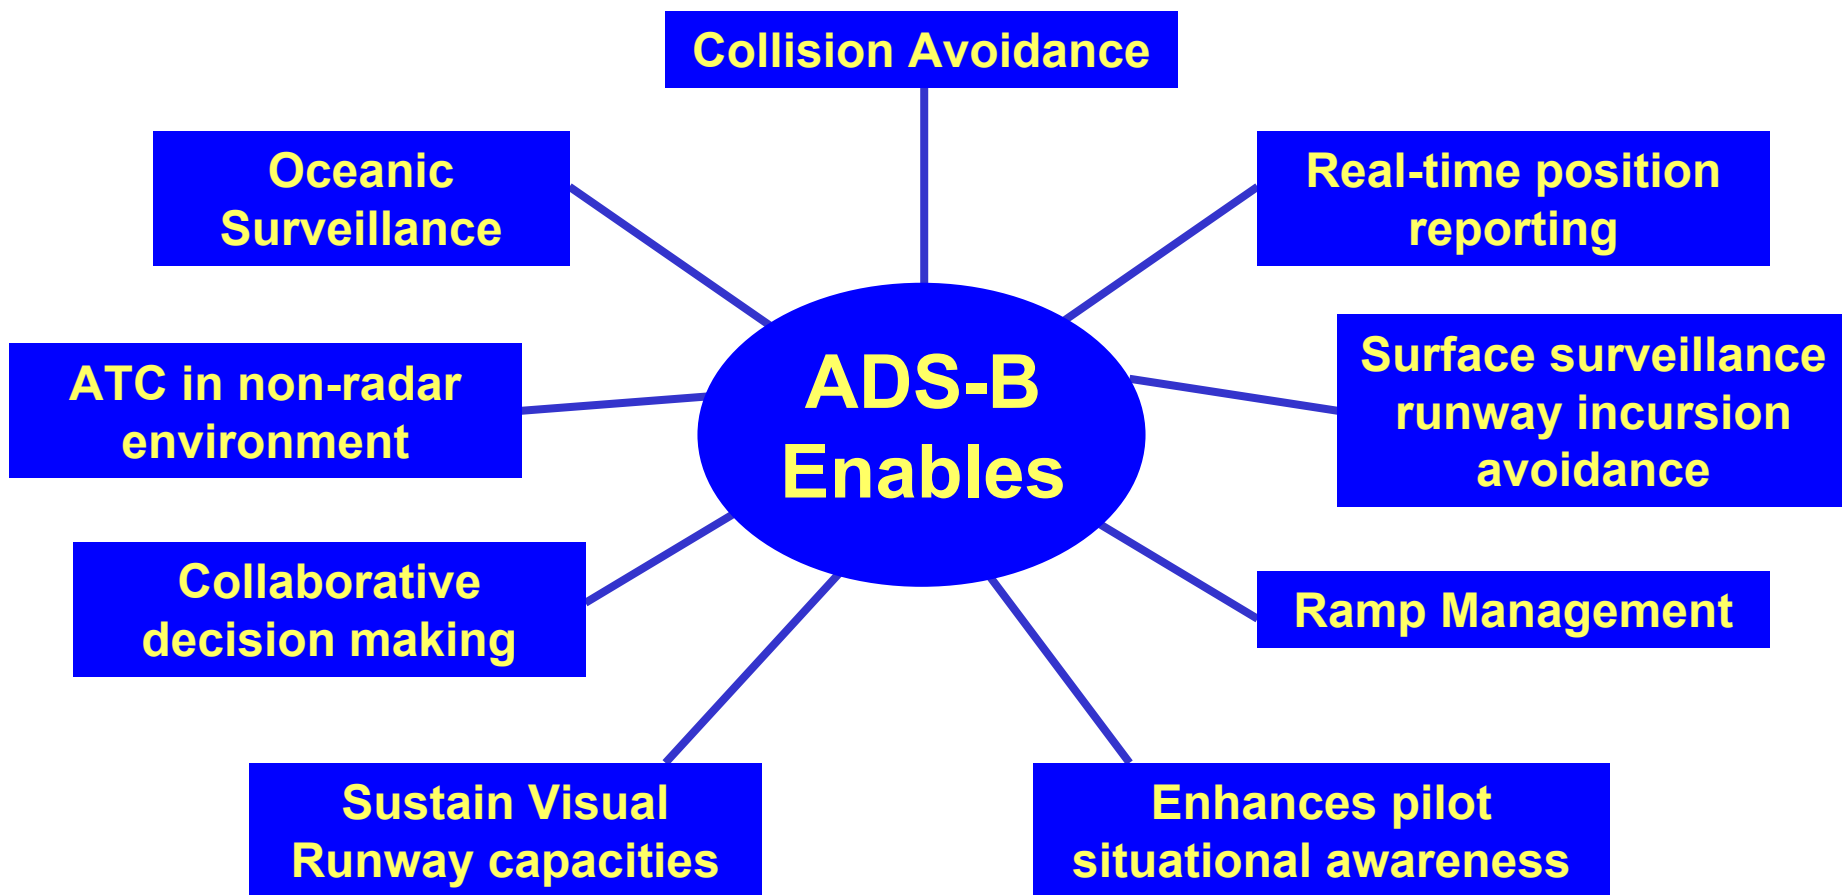 Collision Avoidance
Oceanic
Surveillance
Real-time position
reporting
ATC in non-radar
environment
ADS-B
Enables
Surface surveillance
runway incursion
avoidance
Collaborative
decision making
Ramp Management
Sustain Visual
Runway capacities
Enhances pilot
situational awareness